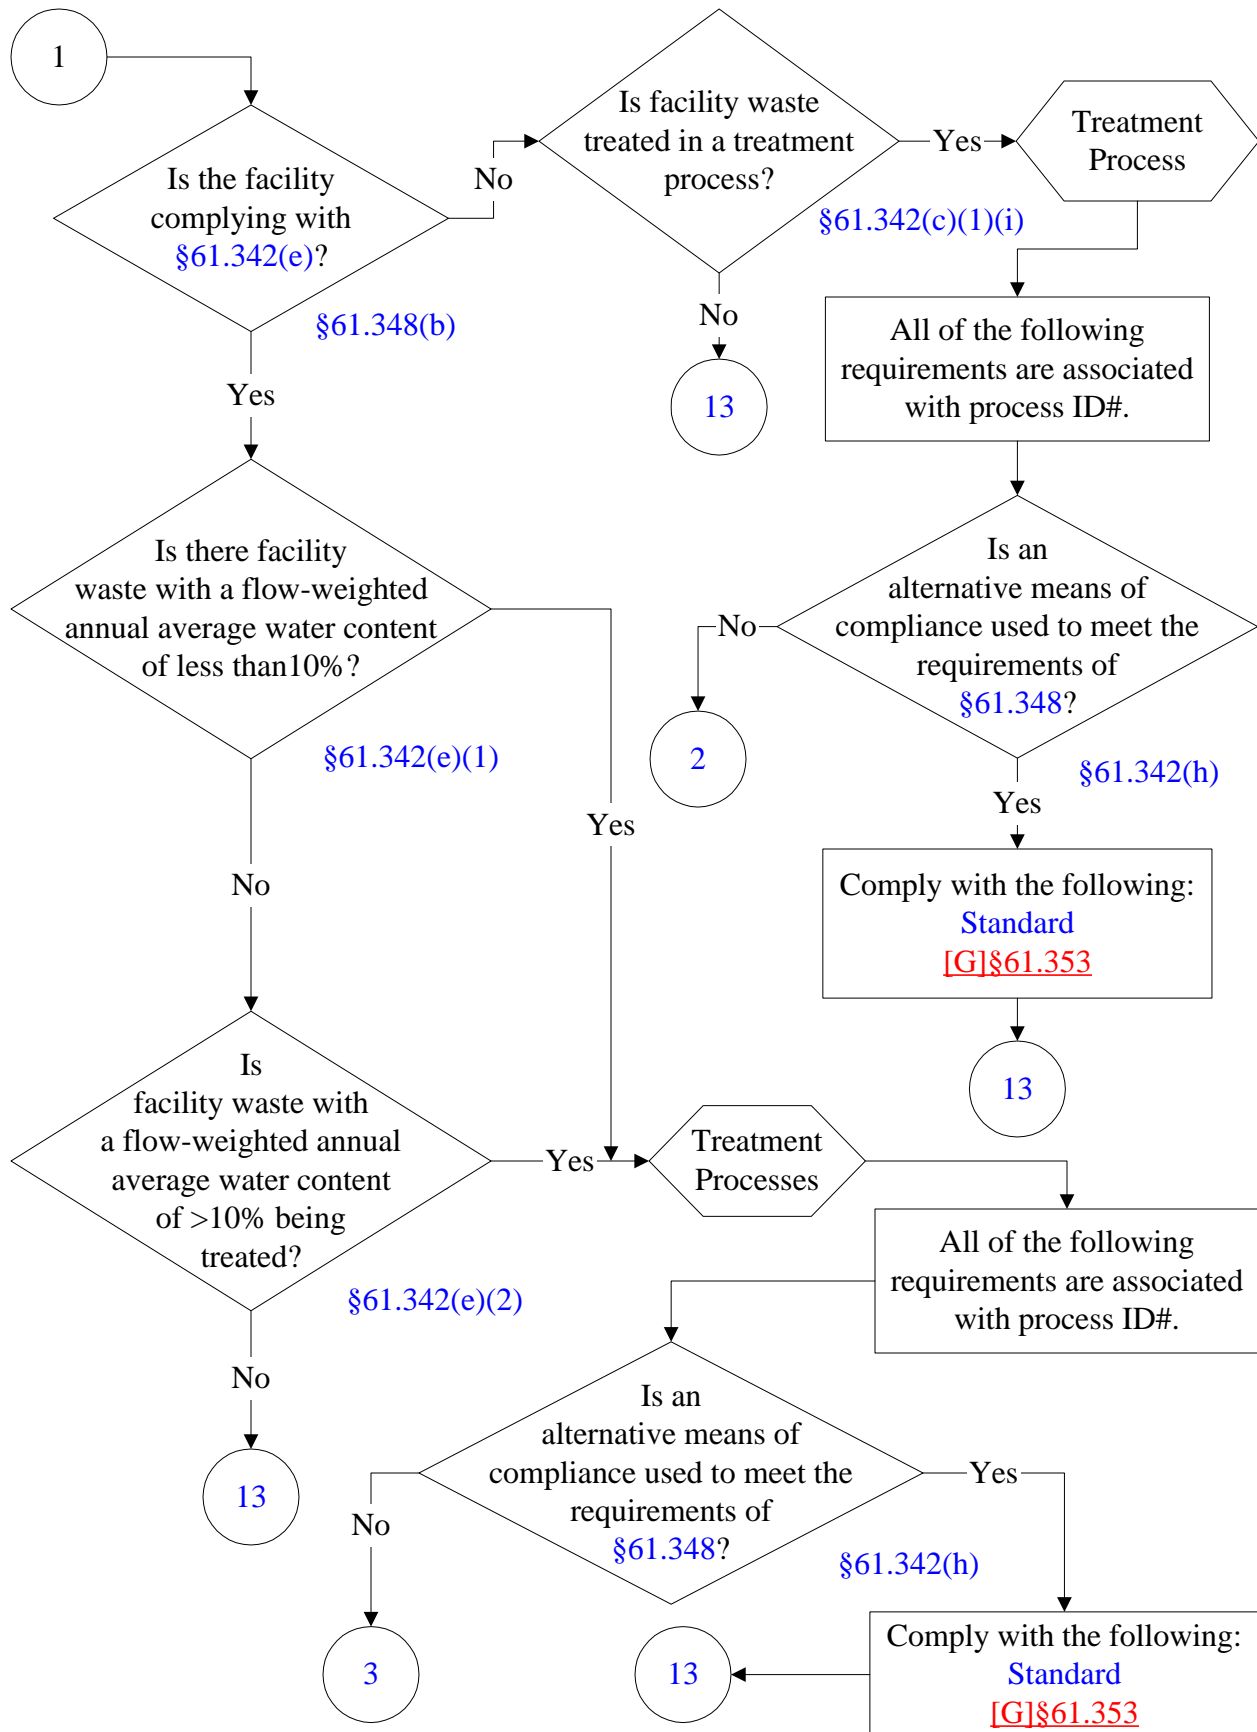 1
Is the facility
complying with
§61.342(e)?
§61.348(b)
No
Is facility waste
treated in a treatment
process?
§61.342(c)(1)(i)
Yes
Treatment
Process
No
13
All of the following
requirements are associated
with process ID#.
Is an
alternative means of
compliance used to meet the
requirements of
§61.348?
§61.342(h)
No
2
Yes
Comply with the following:
Standard
[G]§61.353
13
Yes
Is there facility
waste with a flow-weighted
annual average water content
of less than10%?
§61.342(e)(1)
Yes
No
Is
facility waste with
a flow-weighted annual
average water content
of >10% being
treated?
§61.342(e)(2)
No
13
Yes
Treatment
Processes
All of the following
requirements are associated
with process ID#.
Is an
alternative means of
compliance used to meet the
requirements of
§61.348?
§61.342(h)
No
3
Yes
Comply with the following:
Standard
[G]§61.353
13